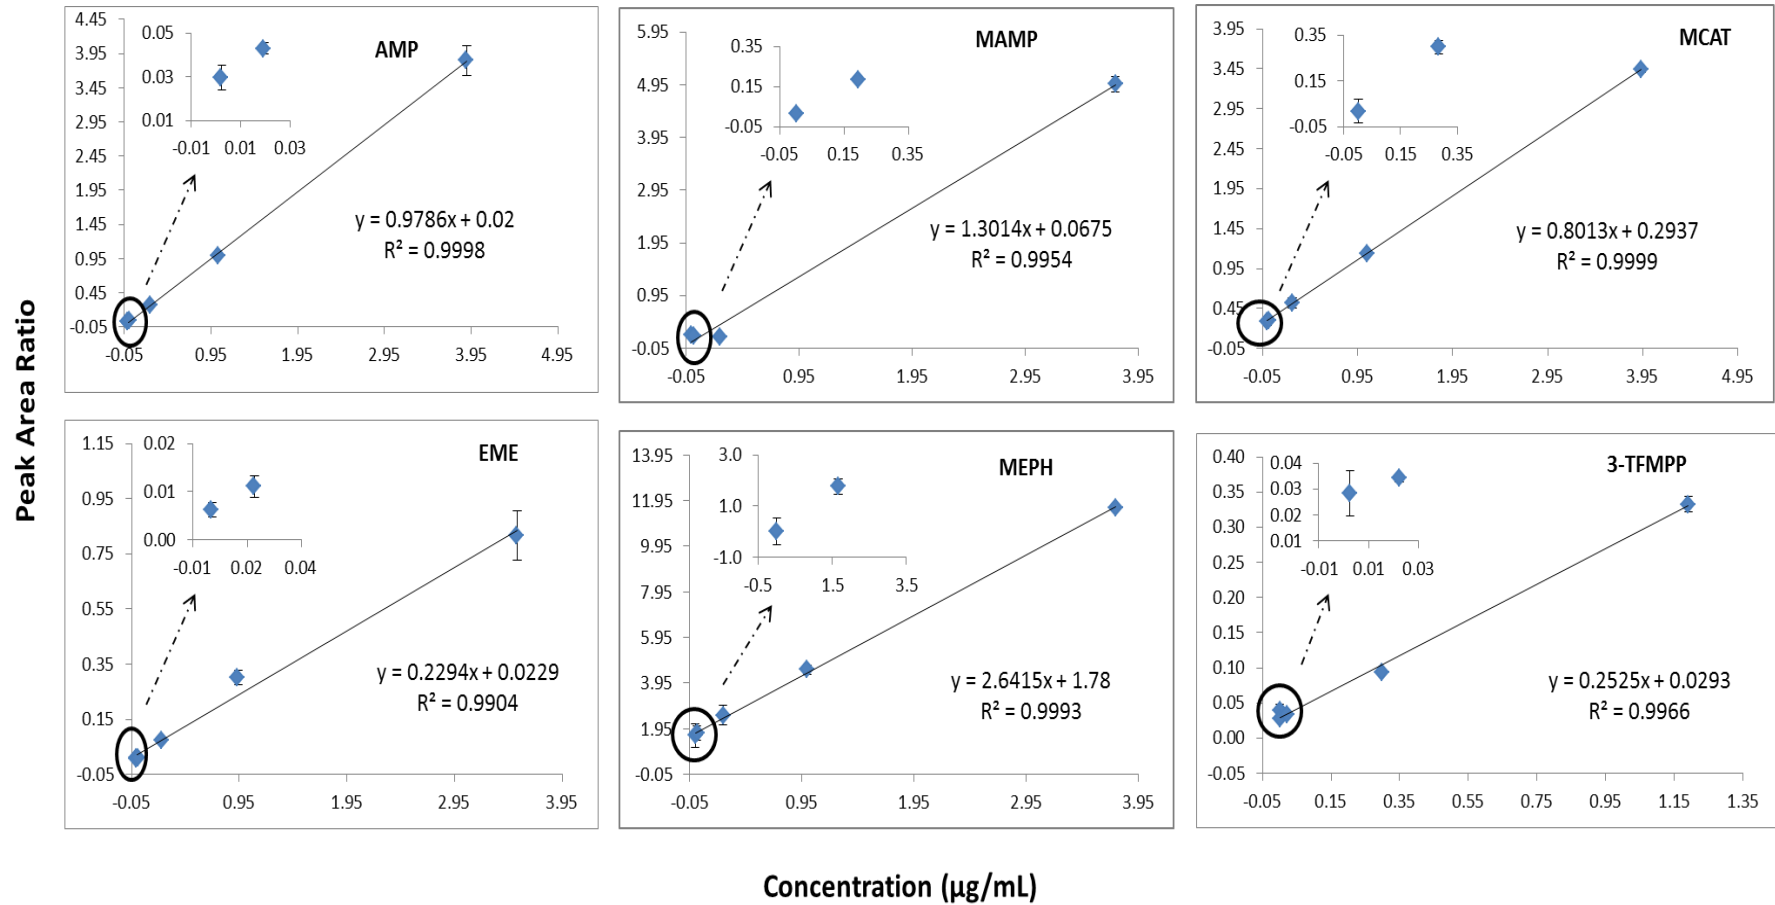 Peak Area Ratio
AMP
4.45
3.95
3.45
2.95
2.45
1.95
1.45
0.95
0.45
-0.05
-0.05 0.95 1.95 2.95 3.95 4.95
0.05
0.03
0.01
-0.01 0.01 0.03
y = 0.9786x + 0.02
R² = 0.9998
MAMP
5.95
4.95
3.95
2.95
1.95
0.95
-0.05
-0.05 0.95 1.95 2.95 3.95
0.35
0.15
-0.05
-0.05 0.15 0.35
y = 1.3014x + 0.0675
R² = 0.9954
MCAT
3.95
3.45
2.95
2.45
1.95
1.45
0.95
0.45
-0.05
-0.05 0.95 1.95 2.95 3.95 4.95
0.35
0.15
-0.05
-0.05 0.15 0.35
y = 0.8013x + 0.2937
R² = 0.9999
EME
1.15
0.95
0.75
0.55
0.35
0.15
-0.05
-0.05 0.95 1.95 2.95 3.95
0.02
0.01
0.00
-0.01 0.02 0.04
y = 0.2294x + 0.0229
R² = 0.9904
MEPH
13.95
11.95
9.95
7.95
5.95
3.95
1.95
-0.05
-0.05 0.95 1.95 2.95 3.95
3.0
1.0
-1.0
-0.5 1.5 3.5
y = 2.6415x + 1.78
R² = 0.9993
3-TFMPP
0.40
0.35
0.30
0.25
0.20
0.15
0.10
0.05
0.00
-0.05
-0.05 0.15 0.35 0.55 0.75 0.95 1.15 1.35
0.04
0.03
0.02
0.01
-0.01 0.01 0.03
y = 0.2525x + 0.0293
R² = 0.9966
Concentration (µg/mL)